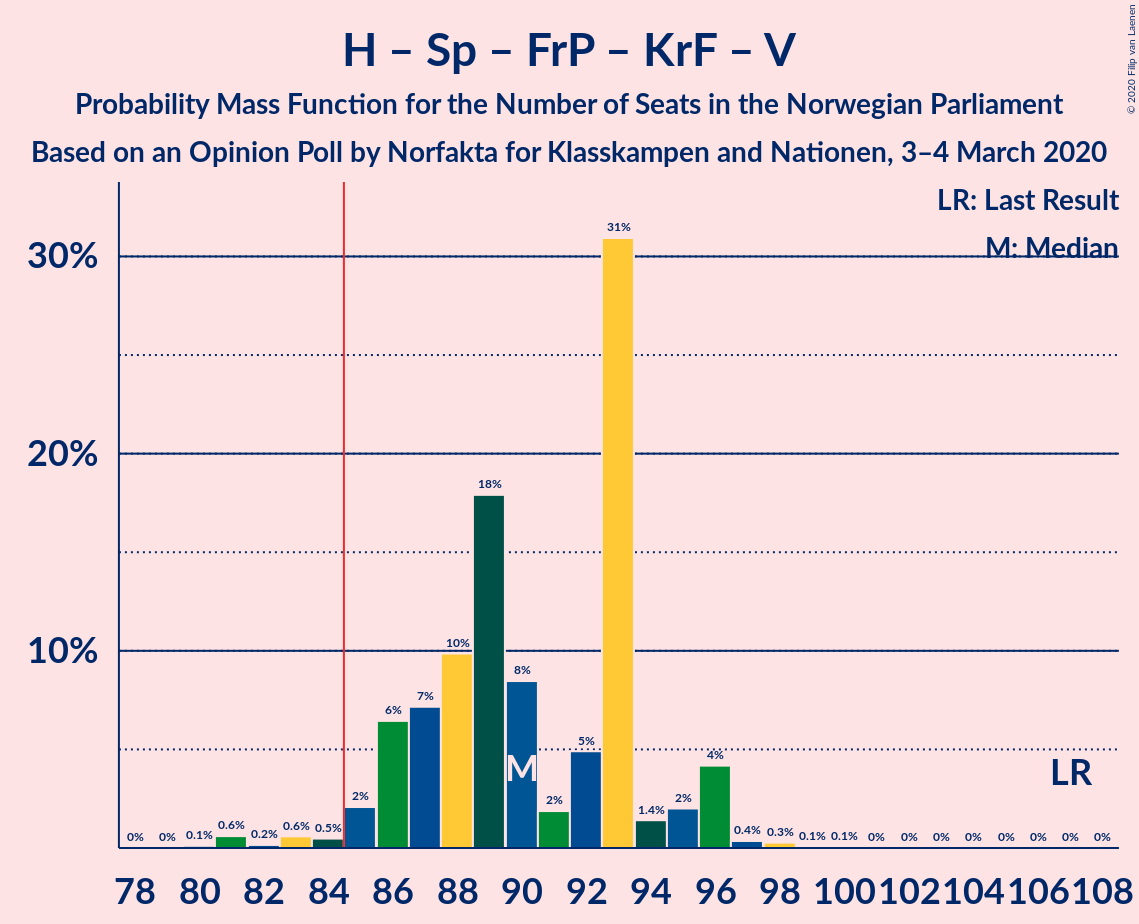 © 2020 Filip van Laenen
H – Sp – FrP – KrF – V
Probability Mass Function for the Number of Seats in the Norwegian Parliament
Based on an Opinion Poll by Norfakta for Klasskampen and Nationen, 3–4 March 2020
LR: Last Result
M: Median
30%
20%
10%
0% 0% 0.1% 0.6% 0.2% 0.6% 0.5% 2% 6% 7% 10% 18% 8% 2% 5% 31% 1.4% 2% 4% 0.4% 0.3% 0.1% 0.1% 0% 0% 0% 0% 0% 0% 0% 0%
M
LR
78 80 82 84 86 88 90 92 94 96 98 100 102 104 106 108